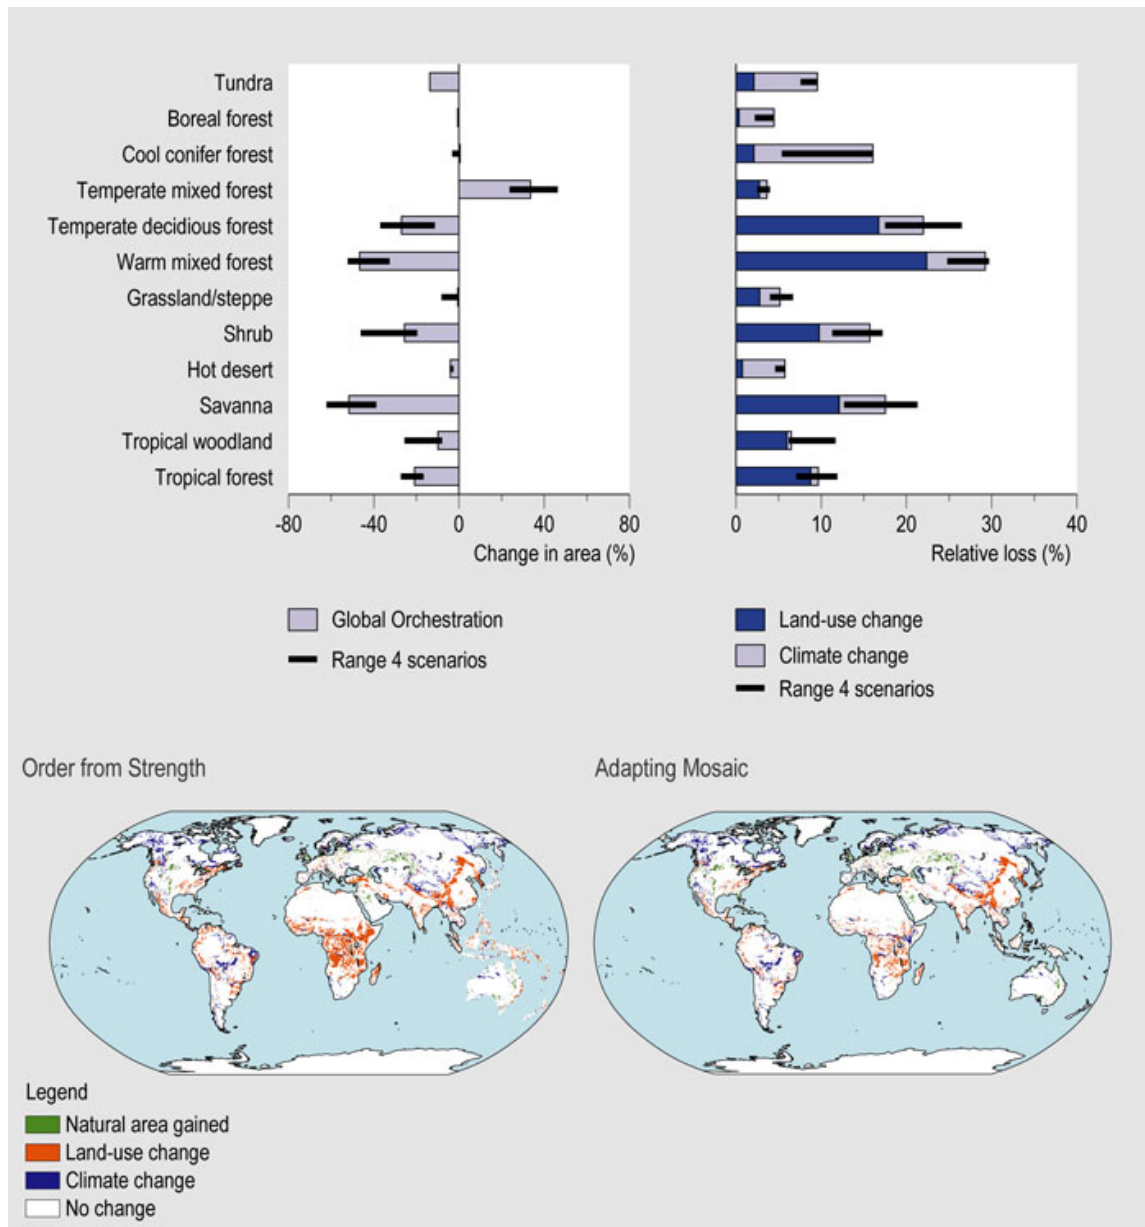 Tundra
Boreal forest
Cool conifer forest
Temperate mixed forest
Temperate decidious forest
Warm mixed forest
Grassland/steppe
Shrub
Hot desert
Savanna
Tropical woodland
Tropical forest
-80 -40 0 40 80
Change in area (%)
0 10 20 30 40
Relative loss (%)
Global Orchestration
Range 4 scenarios
Land-use change
Climate change
Range 4 scenarios
Order from Strength
Adapting Mosaic
Legend
Natural area gained
Land-use change
Climate change
No change